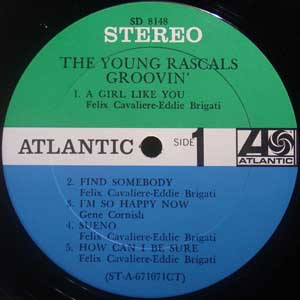 SD 8148
STEREO
THE YOUNG RASCALS
GROOVIN'
1. A GIRL LIKE YOU
Felix Cavaliere-Eddie Brigati
ATLANTIC
SIDE 1
ATLANTIC
2. FIND SOMEBODY
Felix Cavaliere-Eddie Brigati
3. I'M SO HAPPY NOW
Gene Cornish
4. SUENO
Felix Cavaliere-Eddie Brigati
5. HOW CAN I BE SURE
Felix Cavaliere-Eddie Brigati
(ST-A-671071CT)